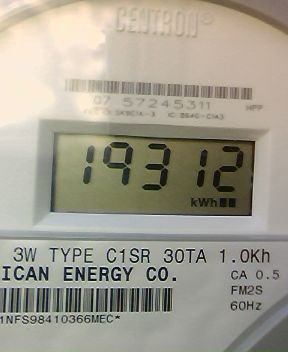 CENTRON®
07 57245311 HPP
19312
kWh
3W TYPE C1SR 30TA 1.0Kh
ICAN ENERGY CO. CA 0.5
FM2S
60Hz
1NFS98410366MEC*